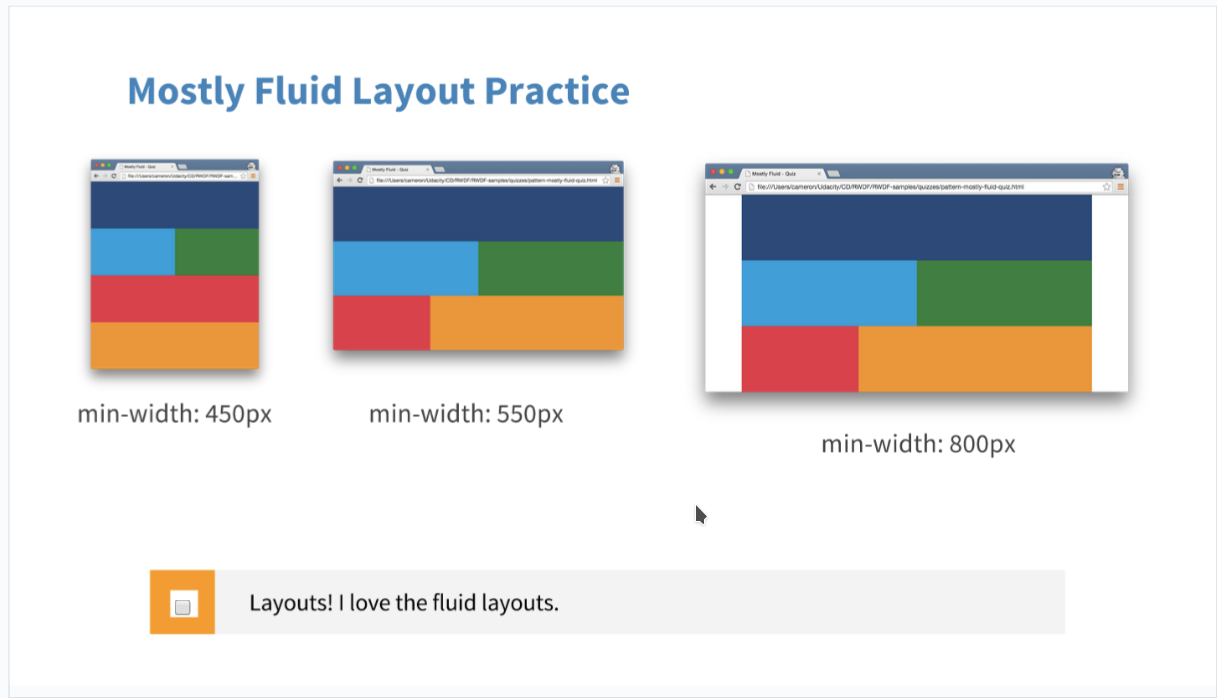 Mostly Fluid Layout Practice
Mostly Fluid - Quiz
file:///Users/cameron/Udacity/CD/RWDF/RWDF-sam...
Mostly Fluid - Quiz
file:///Users/cameron/Udacity/CD/RWDF/RWDF-samples/quizzes/pattern-mostly-fluid-quiz.html
Mostly Fluid - Quiz
file:///Users/cameron/Udacity/CD/RWDF/RWDF-samples/quizzes/pattern-mostly-fluid-quiz.html
min-width: 450px
min-width: 550px
min-width: 800px
Layouts! I love the fluid layouts.